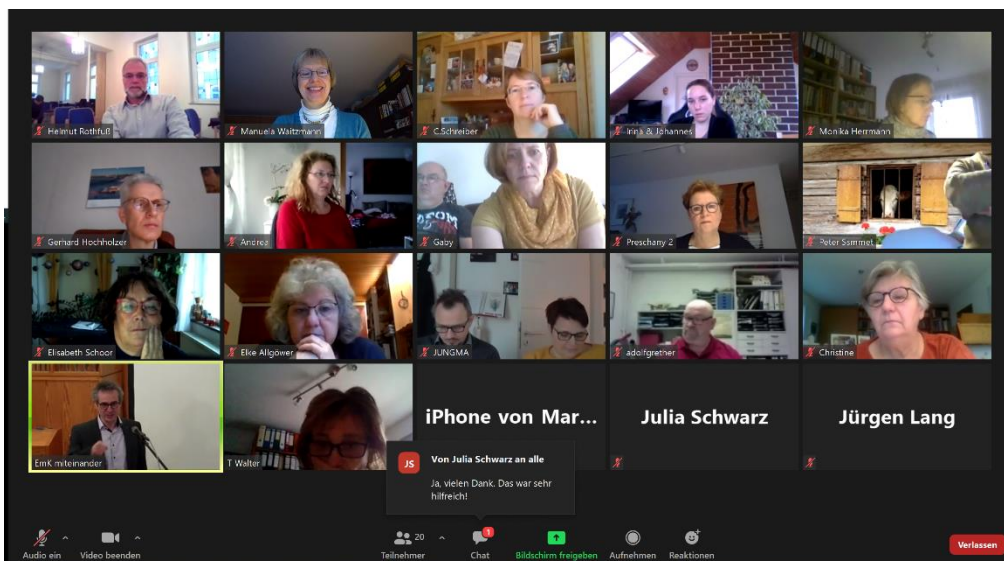 Helmut Rothfuß
Manuela Waitzmann
C.Schreiber
Irina & Johannes
Monika Herrmann
Gerhard Hochholzer
Andrea
Gaby
Preschany 2
Peter Ssmmet
Elisabeth Schoor
Elke Allgöwer
JUNGMA
adolfgrether
Christine
EmK miteinander
T Walter
iPhone von Mar...
Julia Schwarz
Jürgen Lang
JS
Von Julia Schwarz an alle
Ja, vielen Dank. Das war sehr
hilfreich!
Audio ein
Video beenden
20
Teilnehmer
1
Chat
Bildschirm freigeben
Aufnehmen
Reaktionen
Verlassen